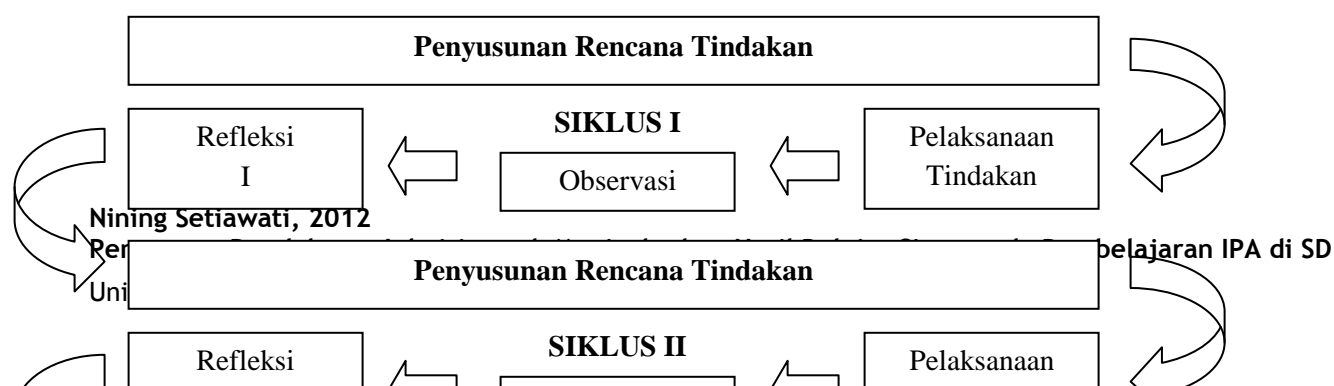 Penyusunan Rencana Tindakan
SIKLUS I
Refleksi
I
Observasi
Pelaksanaan
Tindakan
Nining Setiawati, 2012
belajaran IPA di SD
Penyusunan Rencana Tindakan
SIKLUS II
Refleksi
Pelaksanaan